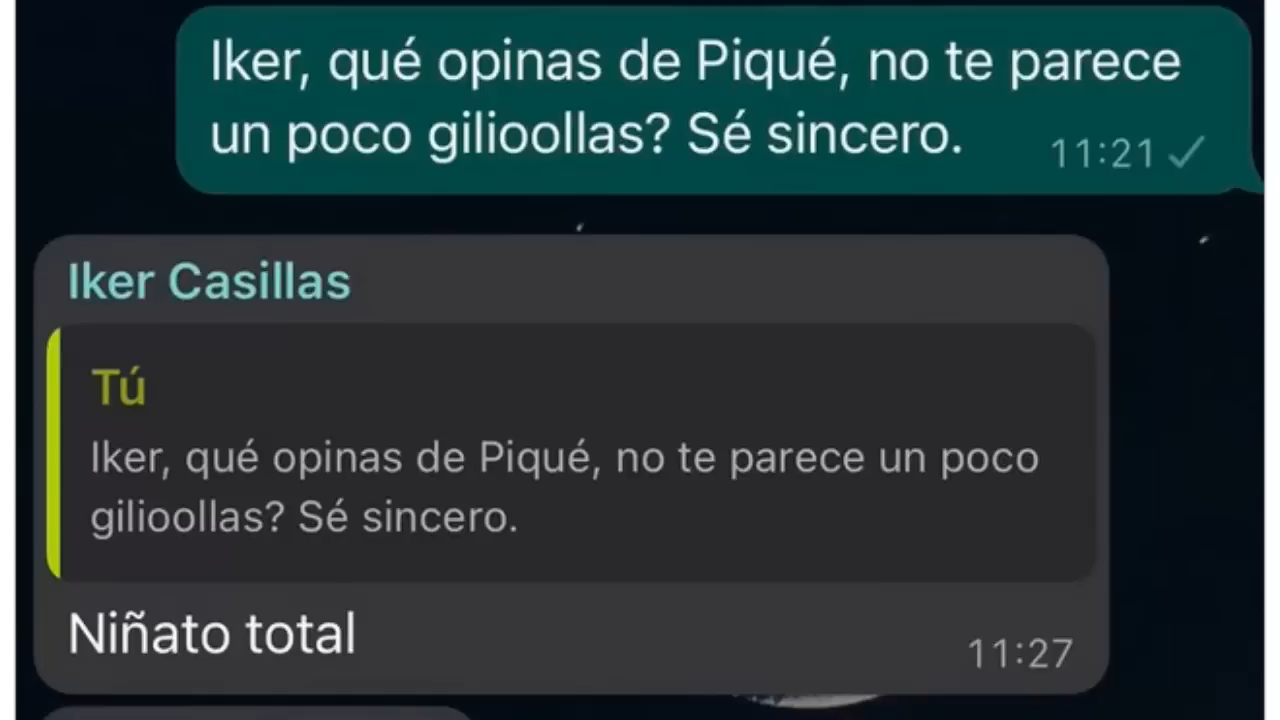 Iker, qué opinas de Piqué, no te parece
un poco gilioollas? Sé sincero.
11:21
Iker Casillas
Tú
Iker, qué opinas de Piqué, no te parece un poco
gilioollas? Sé sincero.
Niñato total
11:27